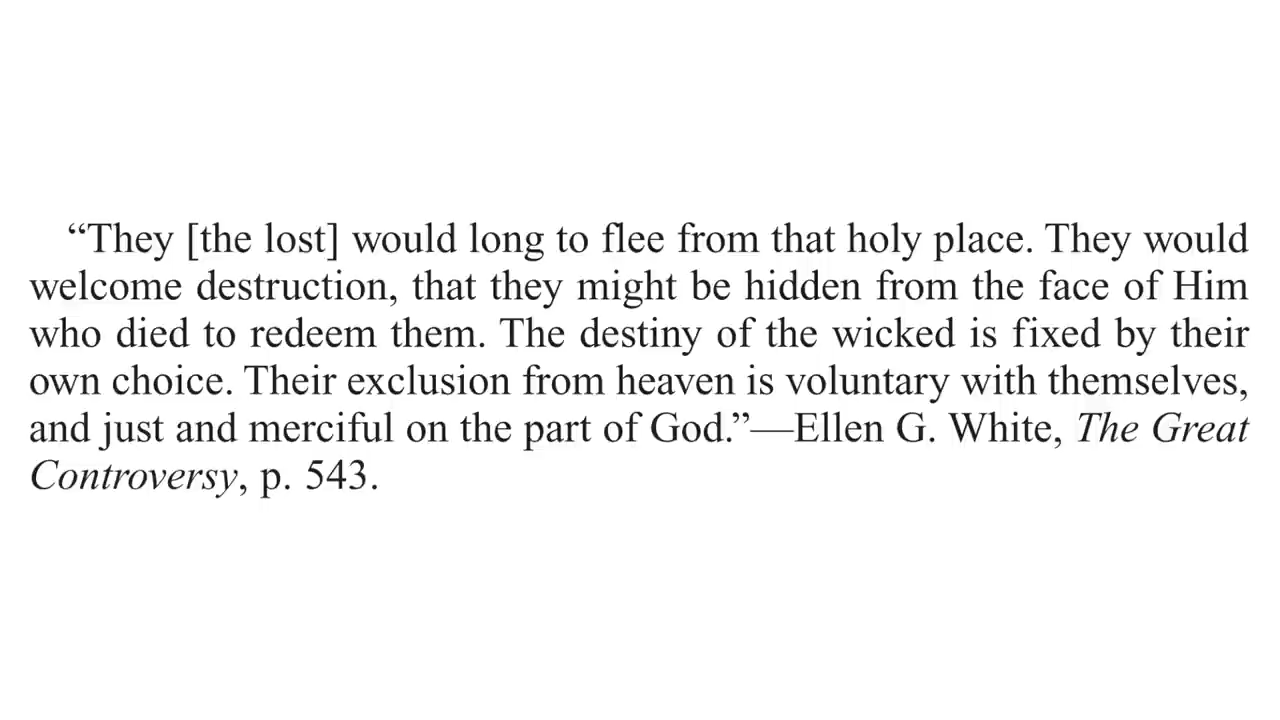 “They [the lost] would long to flee from that holy place. They would
welcome destruction, that they might be hidden from the face of Him
who died to redeem them. The destiny of the wicked is fixed by their
own choice. Their exclusion from heaven is voluntary with themselves,
and just and merciful on the part of God.”—Ellen G. White, The Great
Controversy, p. 543.